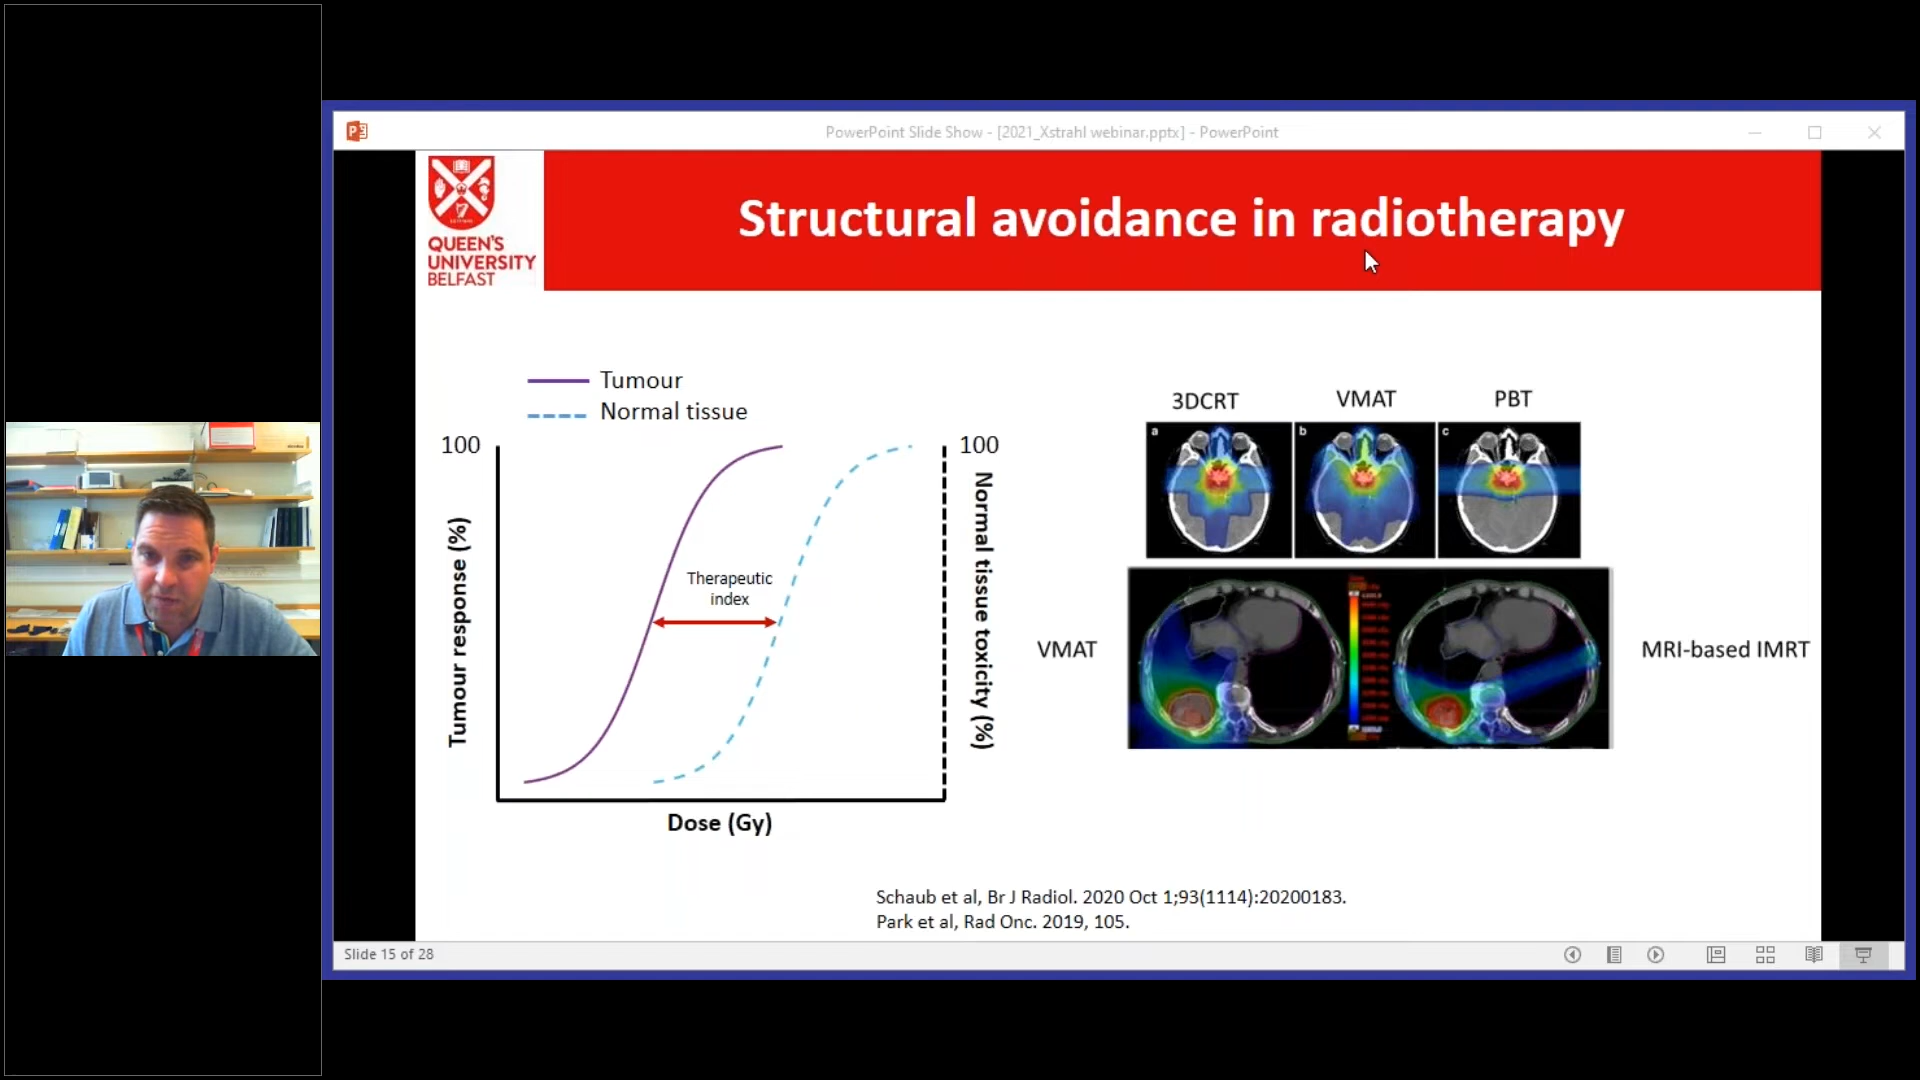 PowerPoint Slide Show - [2021_Xstrahl webinar.pptx] - PowerPoint
QUEEN'S
UNIVERSITY
BELFAST
Structural avoidance in radiotherapy
Tumour
Normal tissue
100
100
Tumour response (%)
Therapeutic
index
Normal tissue toxicity (%)
Dose (Gy)
3DCRT
VMAT
PBT
a
b
c
VMAT
MRI-based IMRT
Schaub et al, Br J Radiol. 2020 Oct 1;93(1114):20200183.
Park et al, Rad Onc. 2019, 105.
Slide 15 of 28